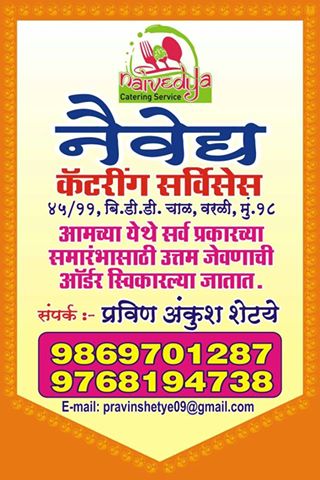 naivedya
Catering Service
नैवेद्य
कॅटरींग सर्विसेस
४५/११, बि.डी.डी. चाळ, वरळी, मुं.१८
आमच्या येथे सर्व प्रकारच्या
समारंभासाठी उत्तम जेवणाची
ऑर्डर स्विकारल्या जातात.
संपर्क :- प्रविण अंकुश शेटये
9869701287
9768194738
E-mail: pravinshetye09@gmail.com